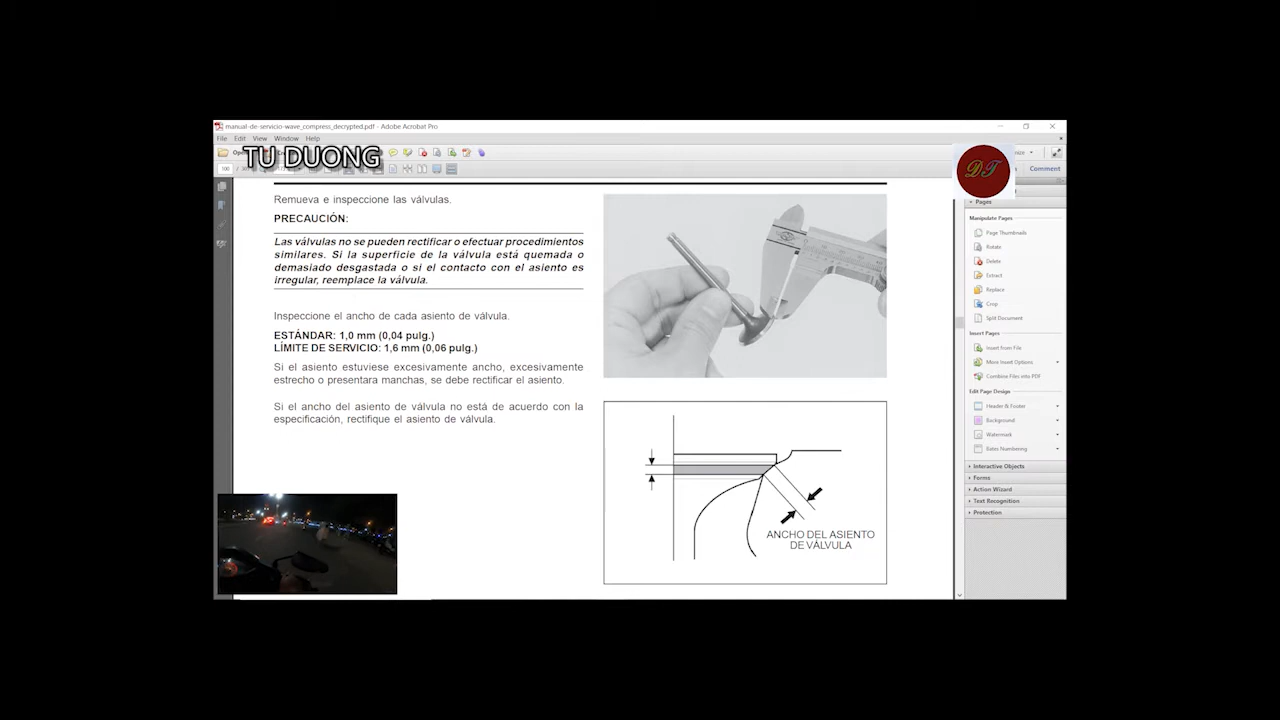 manual-de-servicio-wave_compress_decrypted.pdf - Adobe Acrobat Pro
File Edit View Window Help
TU DUONG
DT
100
Comment
Remueva e inspeccione las válvulas.
PRECAUCIÓN:
Las válvulas no se pueden rectificar o efectuar procedimientos
similares. Si la superficie de la válvula está quemada o
demasiado desgastada o si el contacto con el asiento es
irregular, reemplace la válvula.
Inspeccione el ancho de cada asiento de válvula.
ESTÁNDAR: 1,0 mm (0,04 pulg.)
LÍMITE DE SERVICIO: 1,6 mm (0,06 pulg.)
Si el asiento estuviese excesivamente ancho, excesivamente
estrecho o presentara manchas, se debe rectificar el asiento.
Si el ancho del asiento de válvula no está de acuerdo con la
especificación, rectifique el asiento de válvula.
ANCHO DEL ASIENTO
DE VÁLVULA
Pages
Manipulate Pages
Page Thumbnails
Rotate
Delete
Extract
Replace
Crop
Split Document
Insert Pages
Insert from File
More Insert Options
Combine Files into PDF
Edit Page Design
Header & Footer
Background
Watermark
Bates Numbering
Interactive Objects
Forms
Action Wizard
Text Recognition
Protection